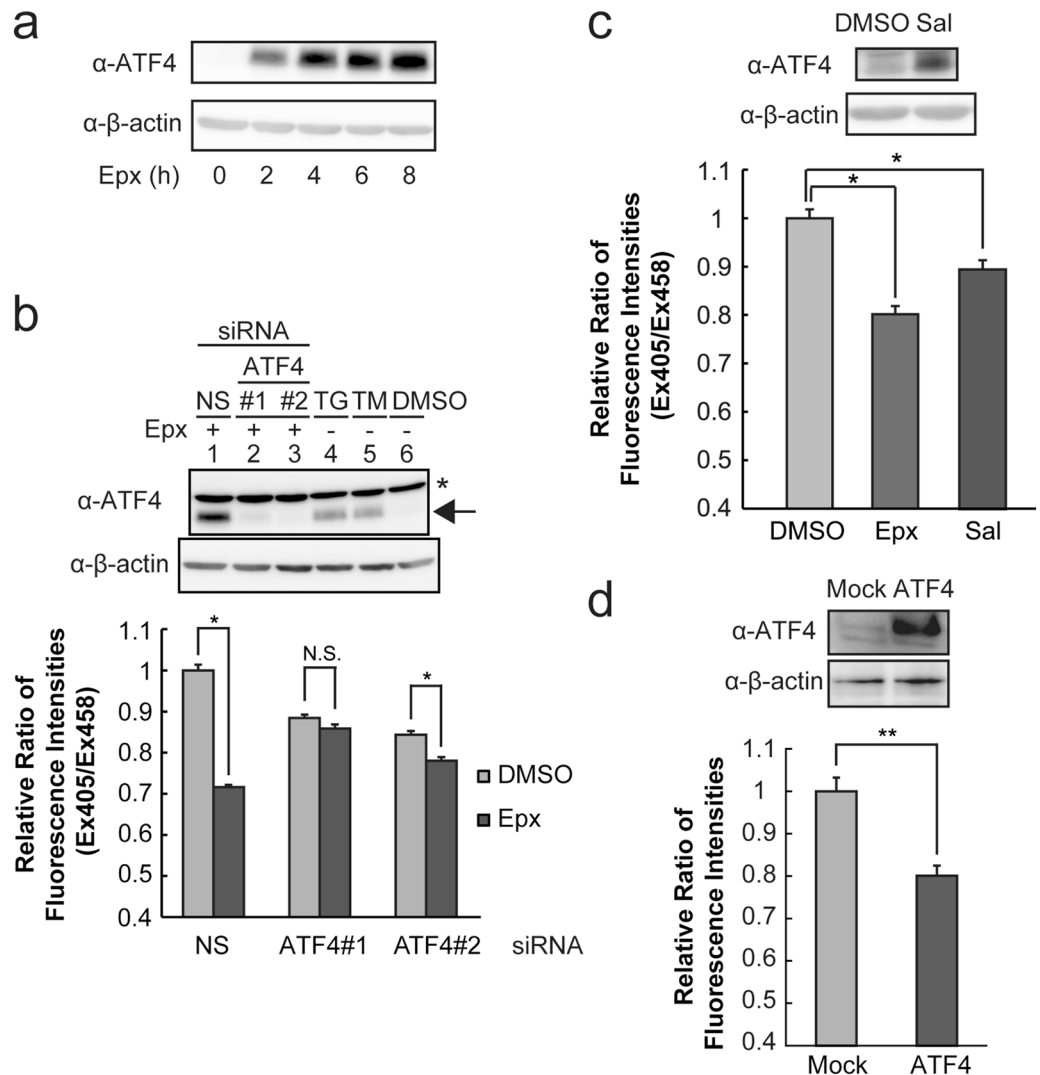 a
α-ATF4
α-β-actin
Epx (h) 0 2 4 6 8
b
siRNA
ATF4
NS #1 #2 TG TM DMSO
Epx + + + - - -
1 2 3 4 5 6
α-ATF4 *
α-β-actin
Relative Ratio of
Fluorescence Intensities
(Ex405/Ex458)
1.1
1
0.9
0.8
0.7
0.6
0.5
0.4
*
N.S.
*
DMSO
Epx
NS ATF4#1 ATF4#2 siRNA
c
DMSO Sal
α-ATF4
α-β-actin
Relative Ratio of
Fluorescence Intensities
(Ex405/Ex458)
1.1
1
0.9
0.8
0.7
0.6
0.5
0.4
*
*
DMSO Epx Sal
d
Mock ATF4
α-ATF4
α-β-actin
Relative Ratio of
Fluorescence Intensities
(Ex405/Ex458)
1.1
1
0.9
0.8
0.7
0.6
0.5
0.4
**
Mock ATF4